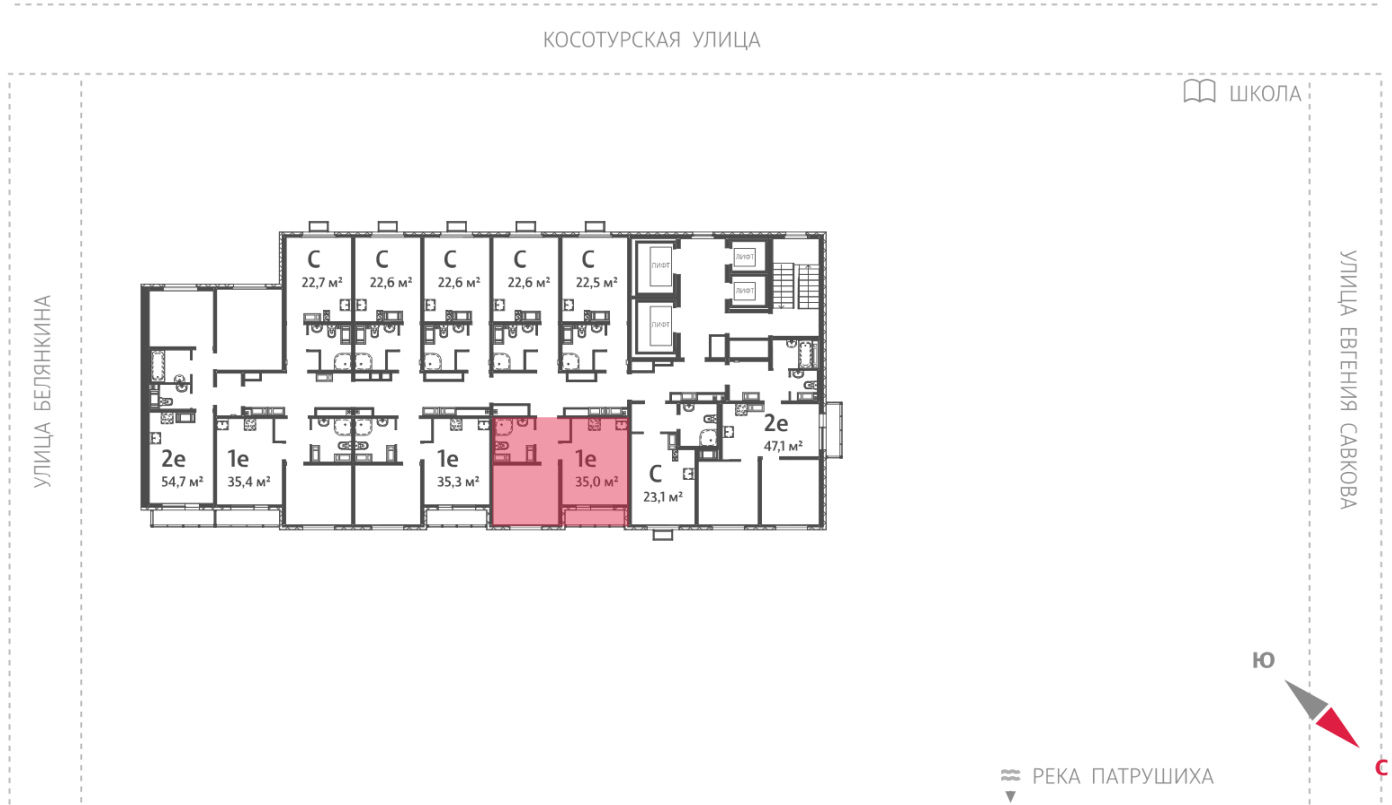 КОСОТУРСКАЯ УЛИЦА
ШКОЛА
УЛИЦА БЕЛЯНКИНА
УЛИЦА ЕВГЕНИЯ САВКОВА
С
22,7 м²
С
22,6 м²
С
22,6 м²
С
22,6 м²
С
22,5 м²
ЛИФТ
ЛИФТ
ЛИФТ
ЛИФТ
2е
54,7 м²
1е
35,4 м²
1е
35,3 м²
1е
35,0 м²
С
23,1 м²
2е
47,1 м²
Ю
С
РЕКА ПАТРУШИХА